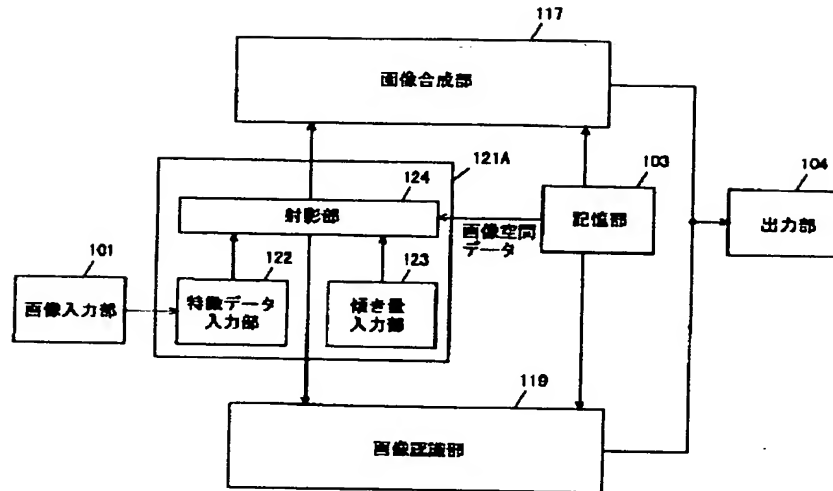 117
画像合成部
121A
124
射影部
103
記憶部
104
出力部
画像空間
データ
101
画像入力部
122
特徴データ
入力部
123
傾き量
入力部
119
画像認識部